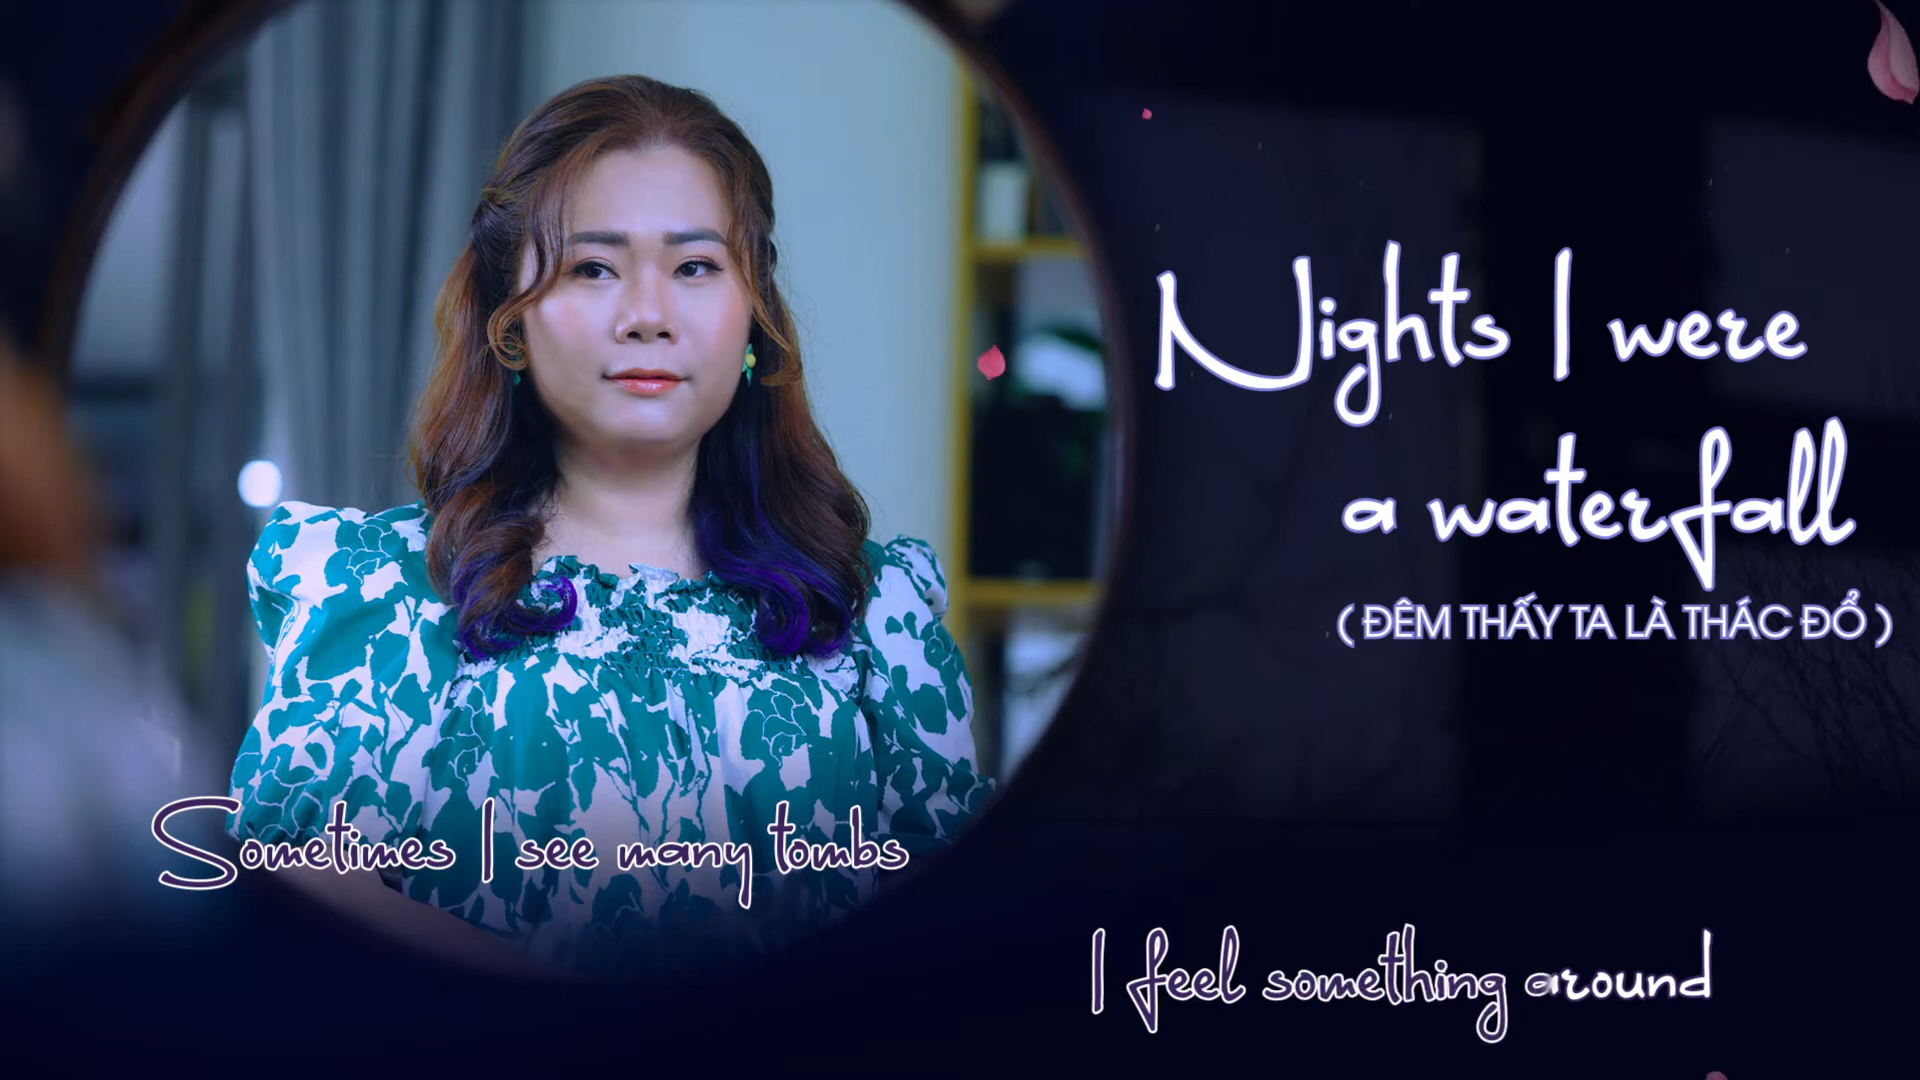 Nights I were
a waterfall
( ĐÊM THẤY TA LÀ THÁC ĐỔ )
Sometimes I see many tombs
I feel something around